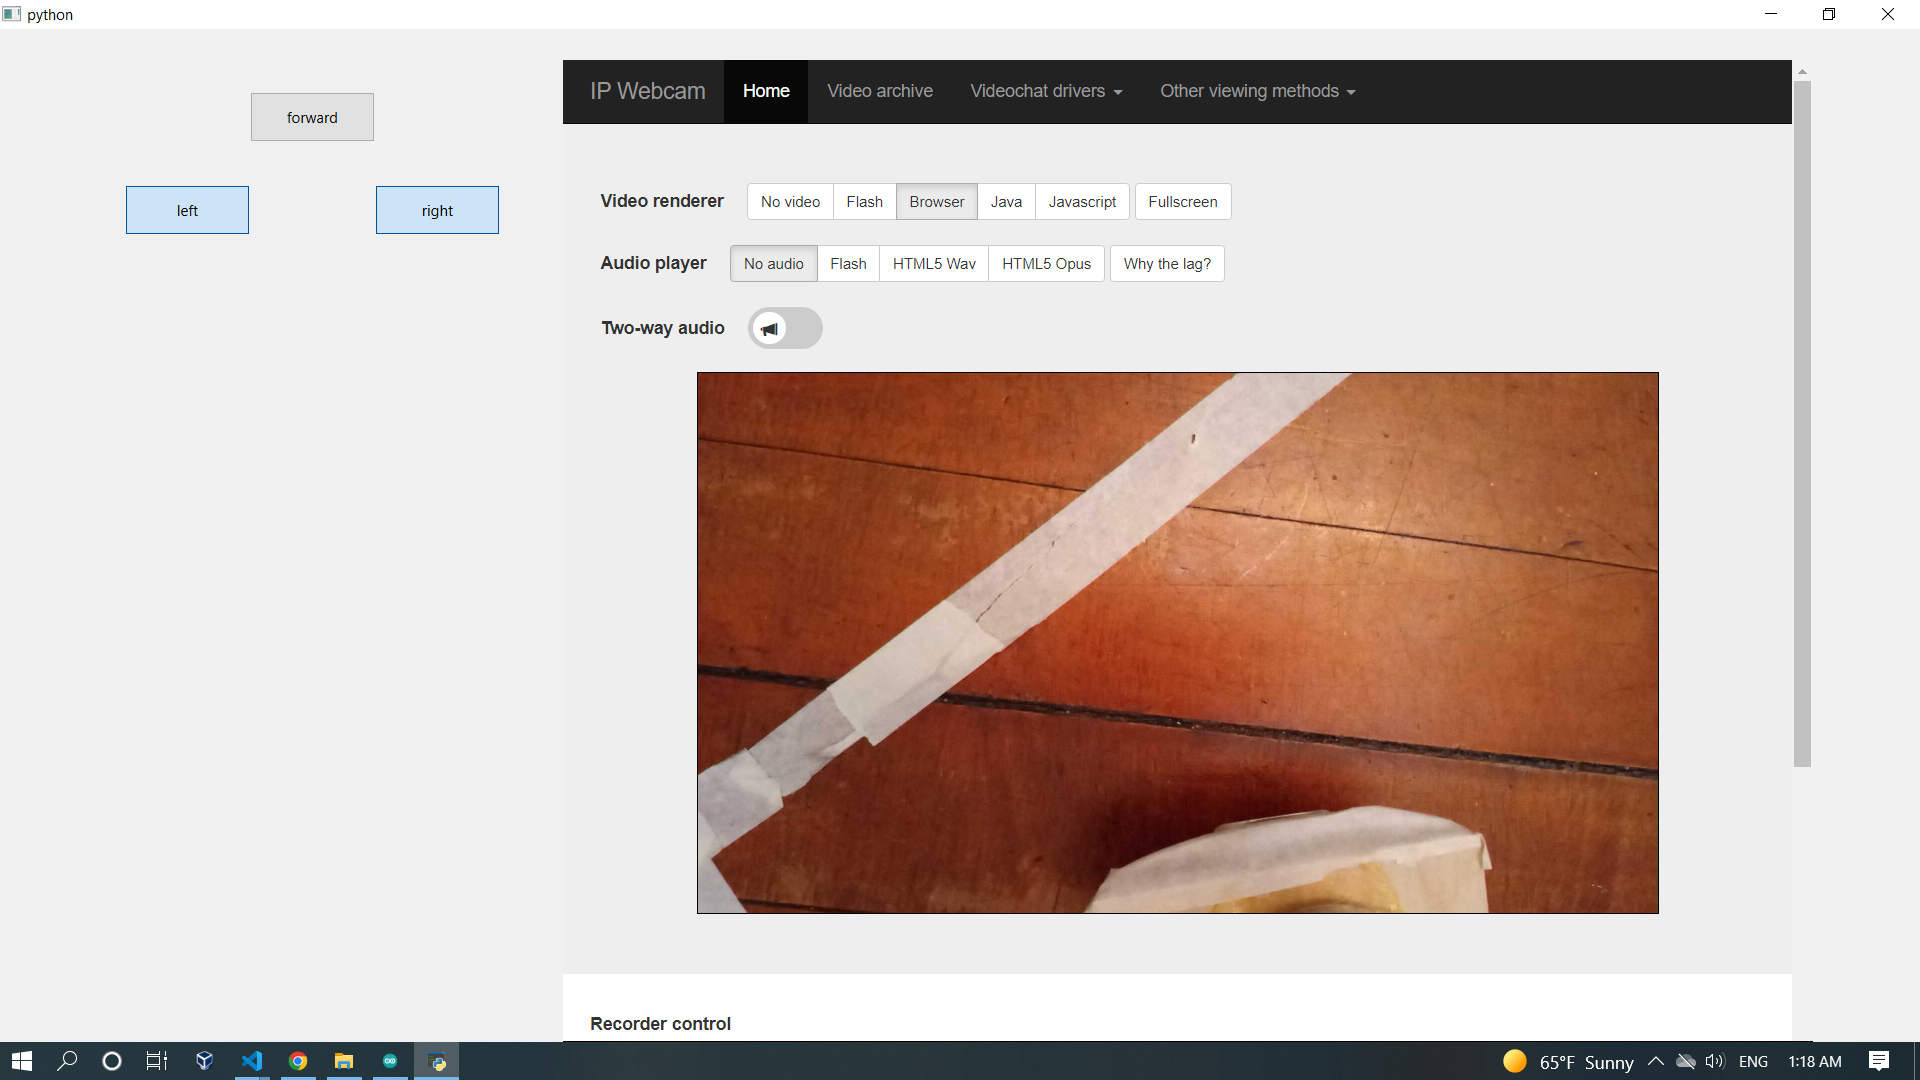 python
forward
left
right
IP Webcam Home Video archive Videochat drivers Other viewing methods
Video renderer No video Flash Browser Java Javascript Fullscreen
Audio player No audio Flash HTML5 Wav HTML5 Opus Why the lag?
Two-way audio
Recorder control
65°F Sunny ENG 1:18 AM